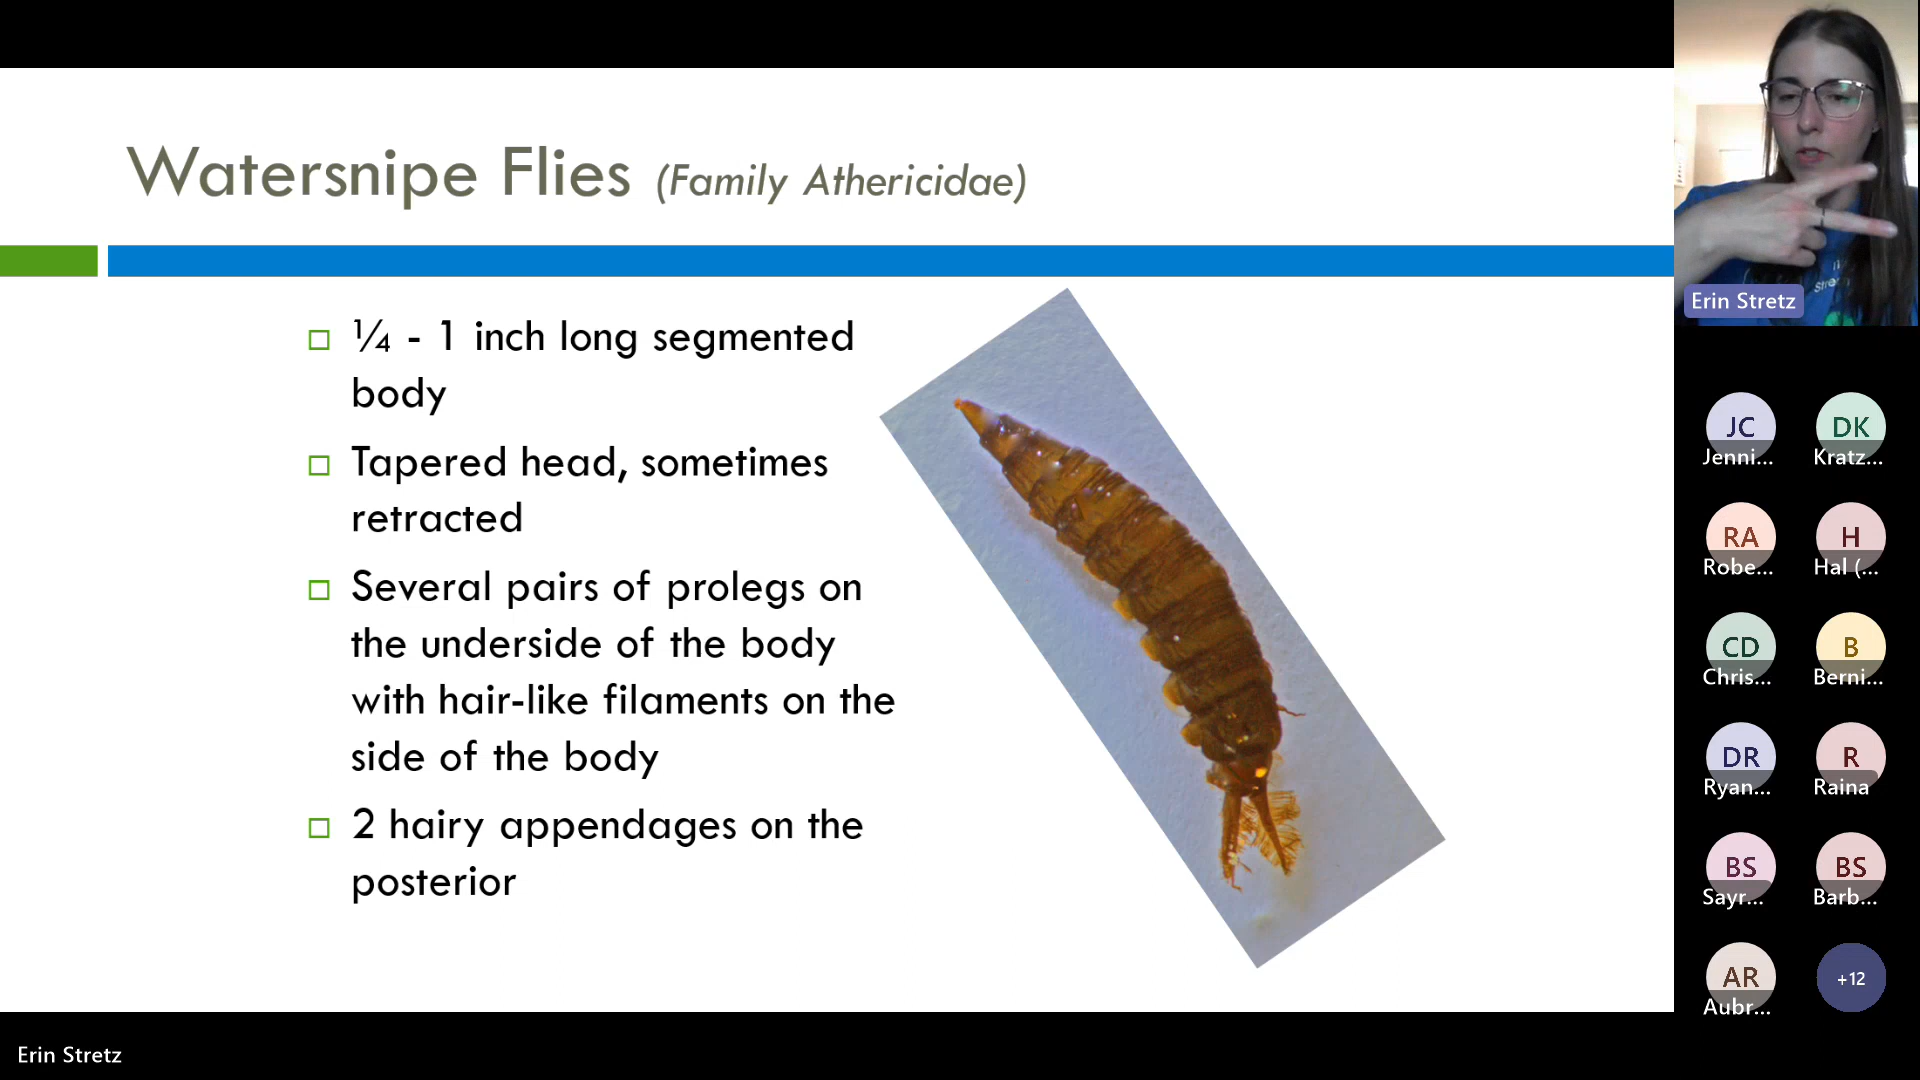 Watersnipe Flies (Family Athericidae)
¼ - 1 inch long segmented
body
Tapered head, sometimes
retracted
Several pairs of prolegs on
the underside of the body
with hair-like filaments on the
side of the body
2 hairy appendages on the
posterior
Erin Stretz
JC
Jenni...
DK
Kratz...
RA
Robe...
H
Hal (...
CD
Chris...
B
Berni...
DR
Ryan...
R
Raina
BS
Sayr...
BS
Barb...
AR
Aubr...
+12
Erin Stretz